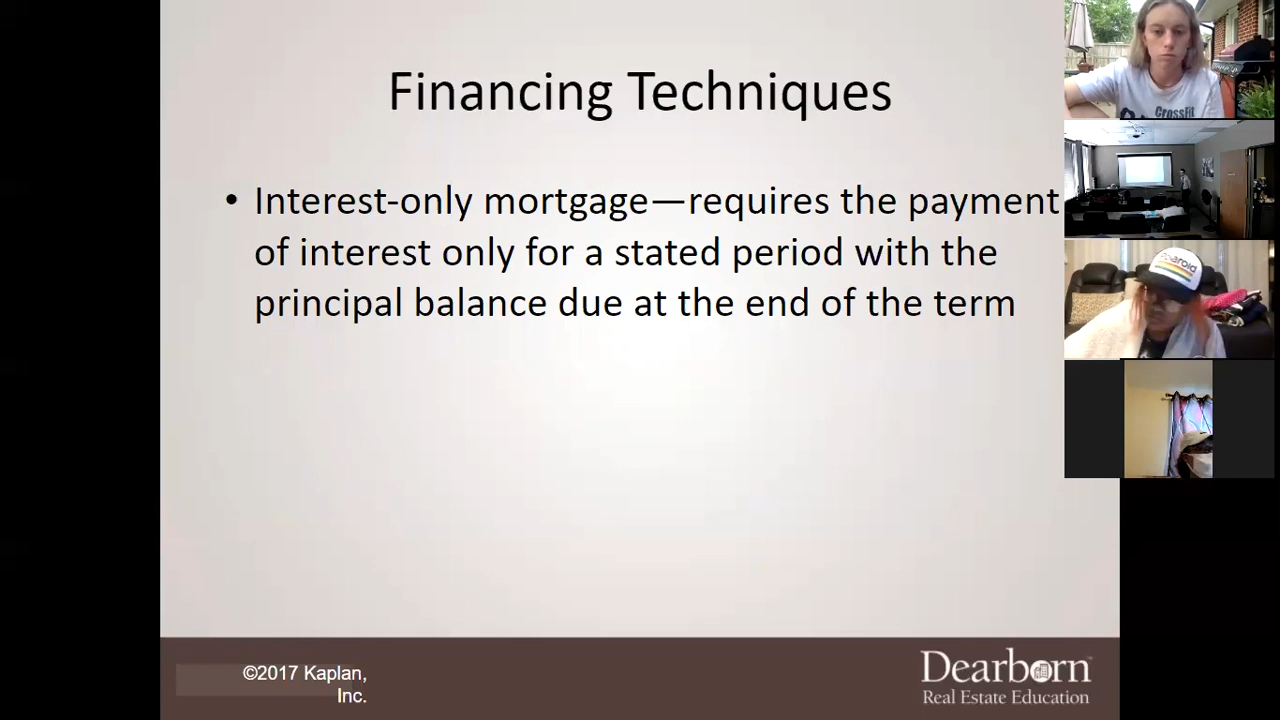 Financing Techniques
• Interest-only mortgage—requires the payment
of interest only for a stated period with the
principal balance due at the end of the term
©2017 Kaplan,
Inc.
Dearborn™
Real Estate Education
CrossFit